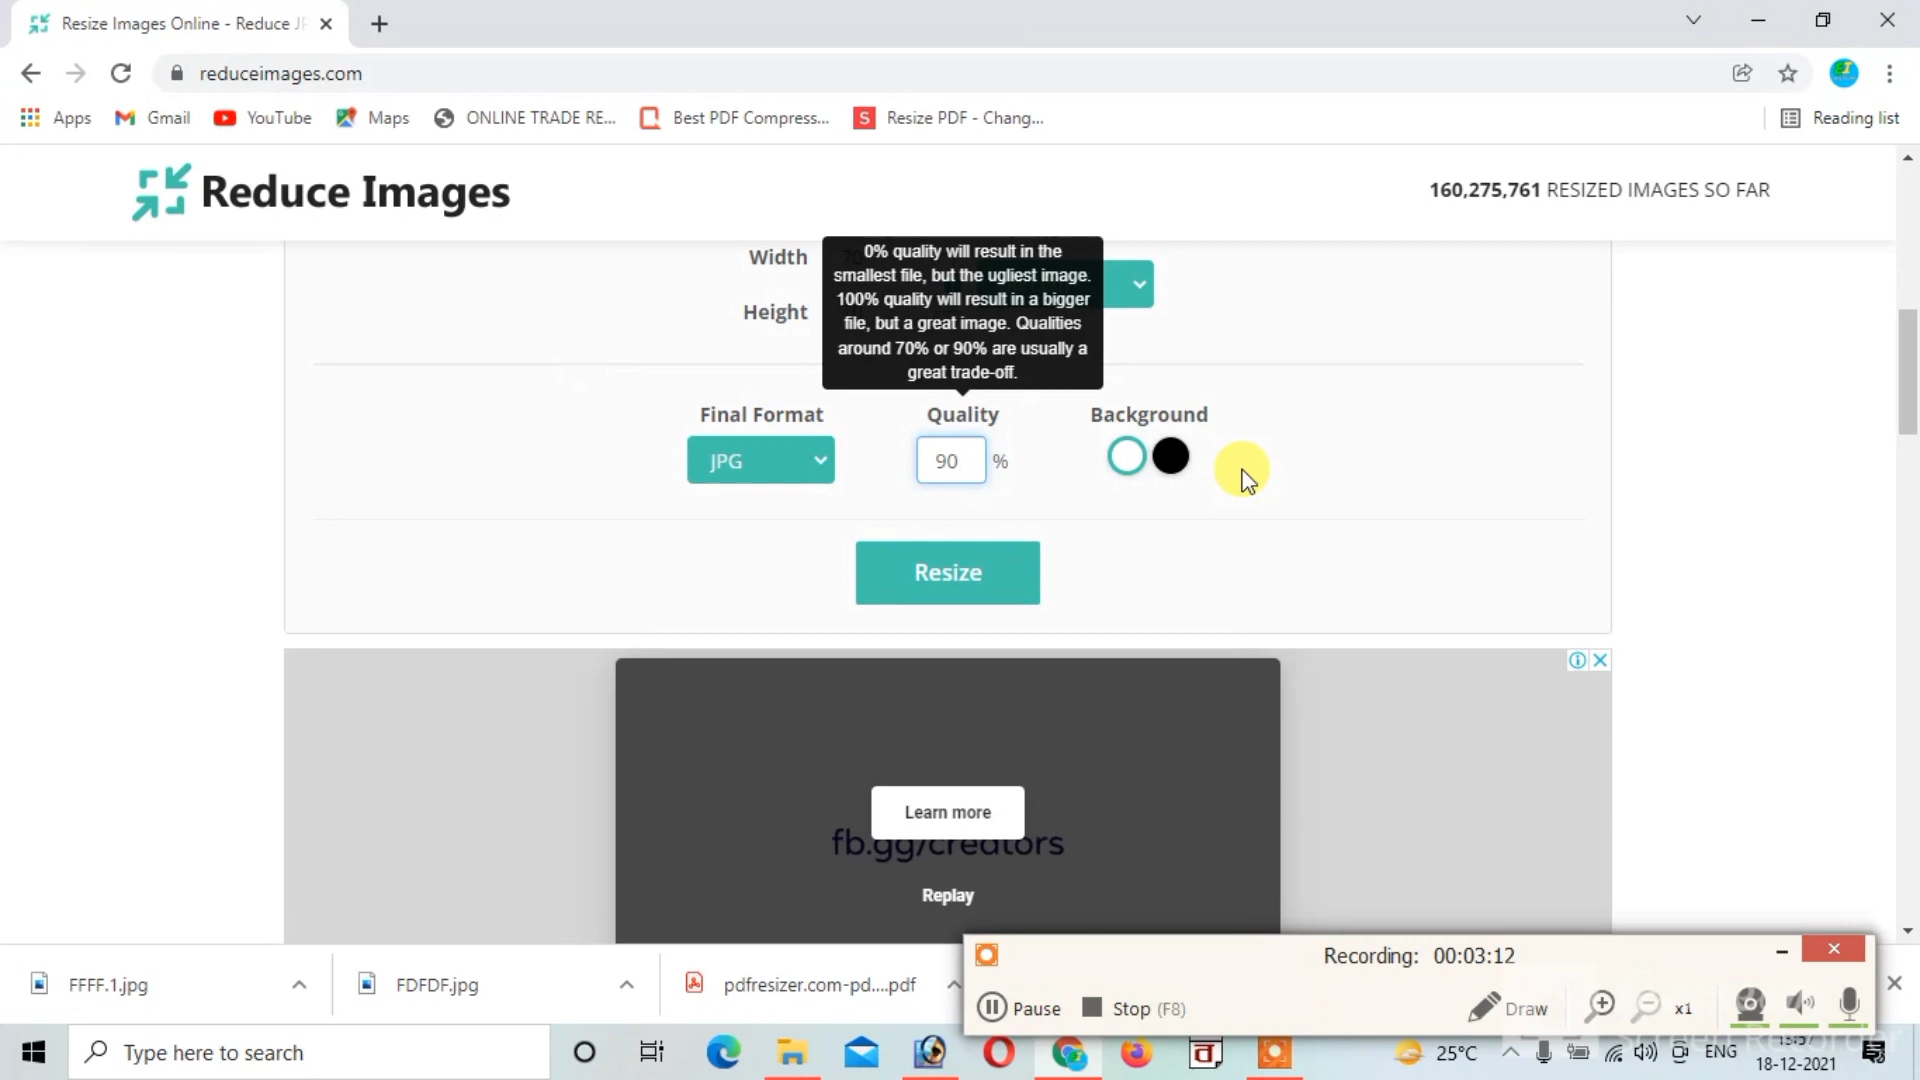 Resize Images Online - Reduce JP
reduceimages.com
Apps
Gmail
YouTube
Maps
ONLINE TRADE RE...
Best PDF Compress...
S
Resize PDF - Chang...
Reading list
Reduce Images
160,275,761 RESIZED IMAGES SO FAR
Width
Height
0% quality will result in the
smallest file, but the ugliest image.
100% quality will result in a bigger
file, but a great image. Qualities
around 70% or 90% are usually a
great trade-off.
Final Format
Quality
Background
JPG
90
%
Resize
Learn more
fb.gg/creators
Replay
FFFF.1.jpg
FDFDF.jpg
pdfresizer.com-pd....pdf
Recording: 00:03:12
Pause
Stop (F8)
Draw
x1
Type here to search
25°C
ENG
18-12-2021